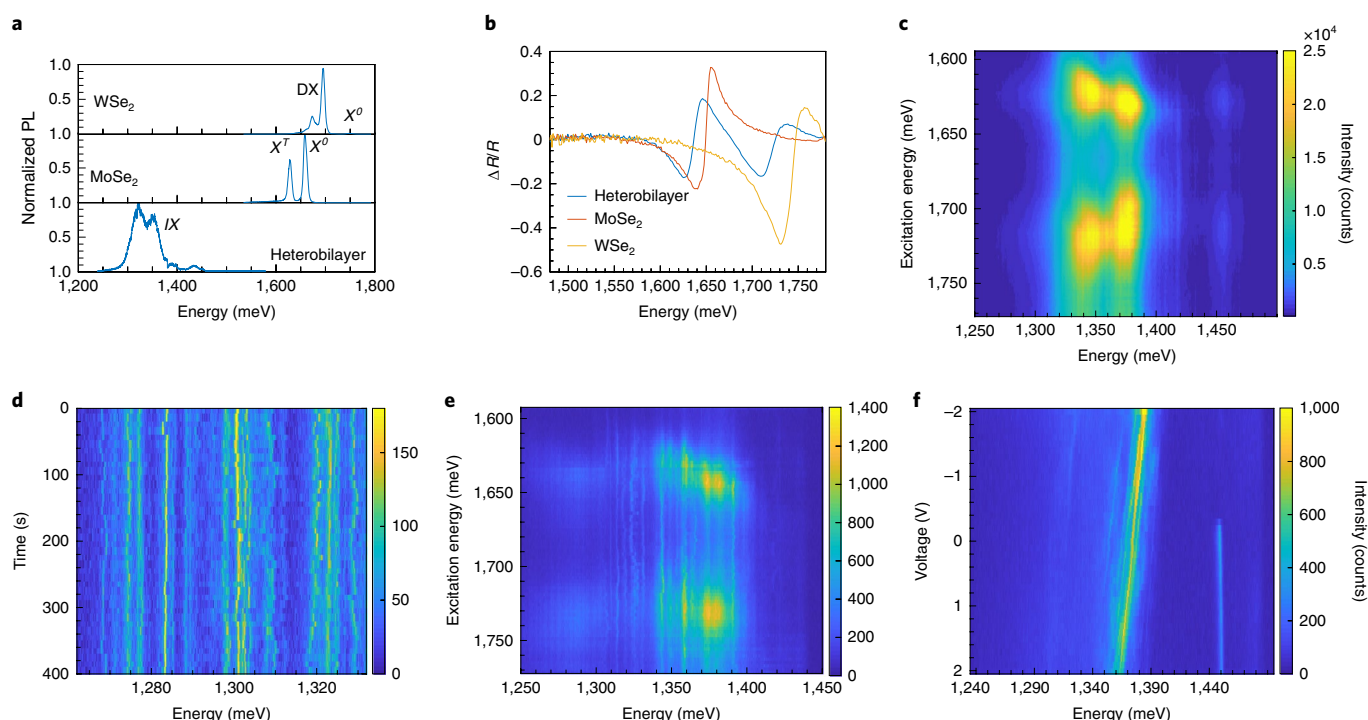 a
Normalized PL
1.0
0.5
1.0
0.5
1.0
0.5
1.0
WSe2
DX
X0
MoSe2
XT
X0
IX
Heterobilayer
1,200
1,400
1,600
1,800
Energy (meV)
b
ΔR/R
0.4
0.2
0
−0.2
−0.4
−0.6
Heterobilayer
MoSe2
WSe2
1,500
1,550
1,600
1,650
1,700
1,750
Energy (meV)
c
Excitation energy (meV)
1,600
1,650
1,700
1,750
1,250
1,300
1,350
1,400
1,450
Energy (meV)
×104
2.5
2.0
1.5
1.0
0.5
Intensity (counts)
d
Time (s)
0
100
200
300
400
1,280
1,300
1,320
Energy (meV)
150
100
50
0
e
Excitation energy (meV)
1,600
1,650
1,700
1,750
1,250
1,300
1,350
1,400
1,450
Energy (meV)
1,400
1,200
1,000
800
600
400
200
0
f
Voltage (V)
−2
−1
0
1
2
1,240
1,290
1,340
1,390
1,440
Energy (meV)
1,000
800
600
400
200
0
Intensity (counts)